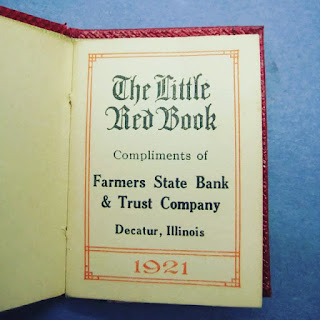 The Little
Red Book
Compliments of
Farmers State Bank
& Trust Company
Decatur, Illinois
1921